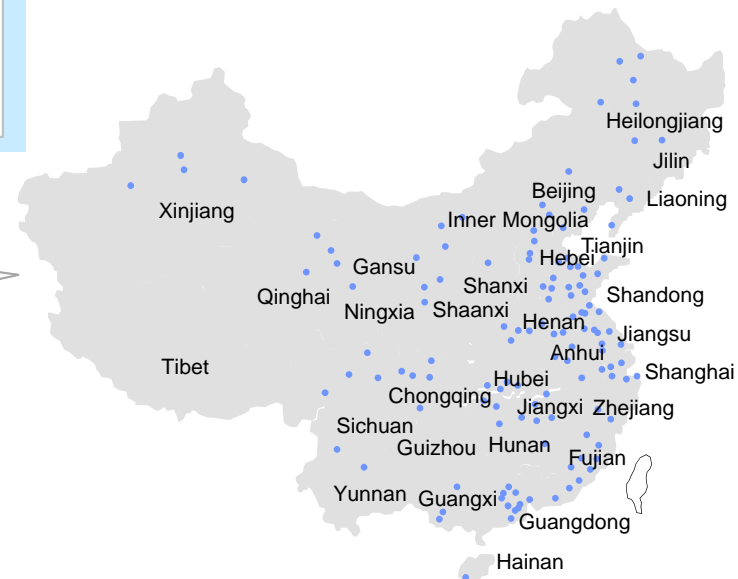 Heilongjiang
Jilin
Beijing
Liaoning
Xinjiang
Inner Mongolia
Tianjin
Hebei
Gansu
Qinghai
Shanxi
Shandong
Ningxia
Shaanxi
Henan
Jiangsu
Anhui
Tibet
Shanghai
Hubei
Chongqing
Jiangxi
Zhejiang
Sichuan
Guizhou
Hunan
Fujian
Yunnan
Guangxi
Guangdong
Hainan